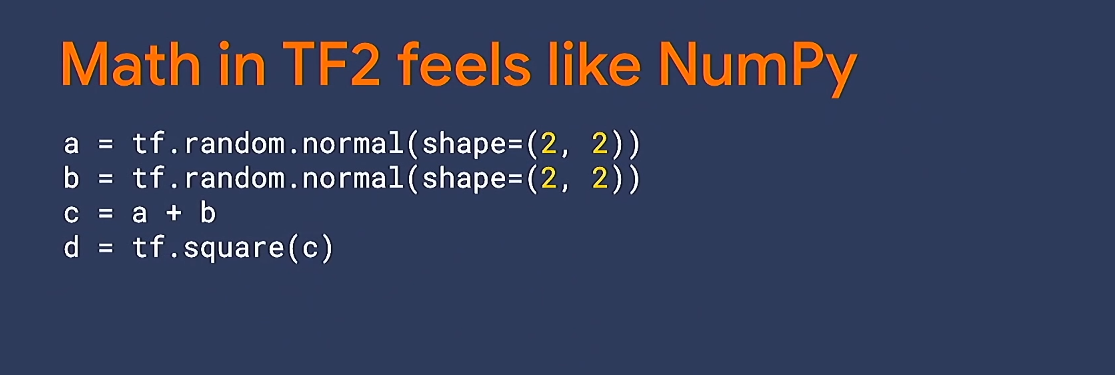 Math in TF2 feels like NumPy
a = tf.random.normal(shape=(2, 2))
b = tf.random.normal(shape=(2, 2))
c = a + b
d = tf.square(c)